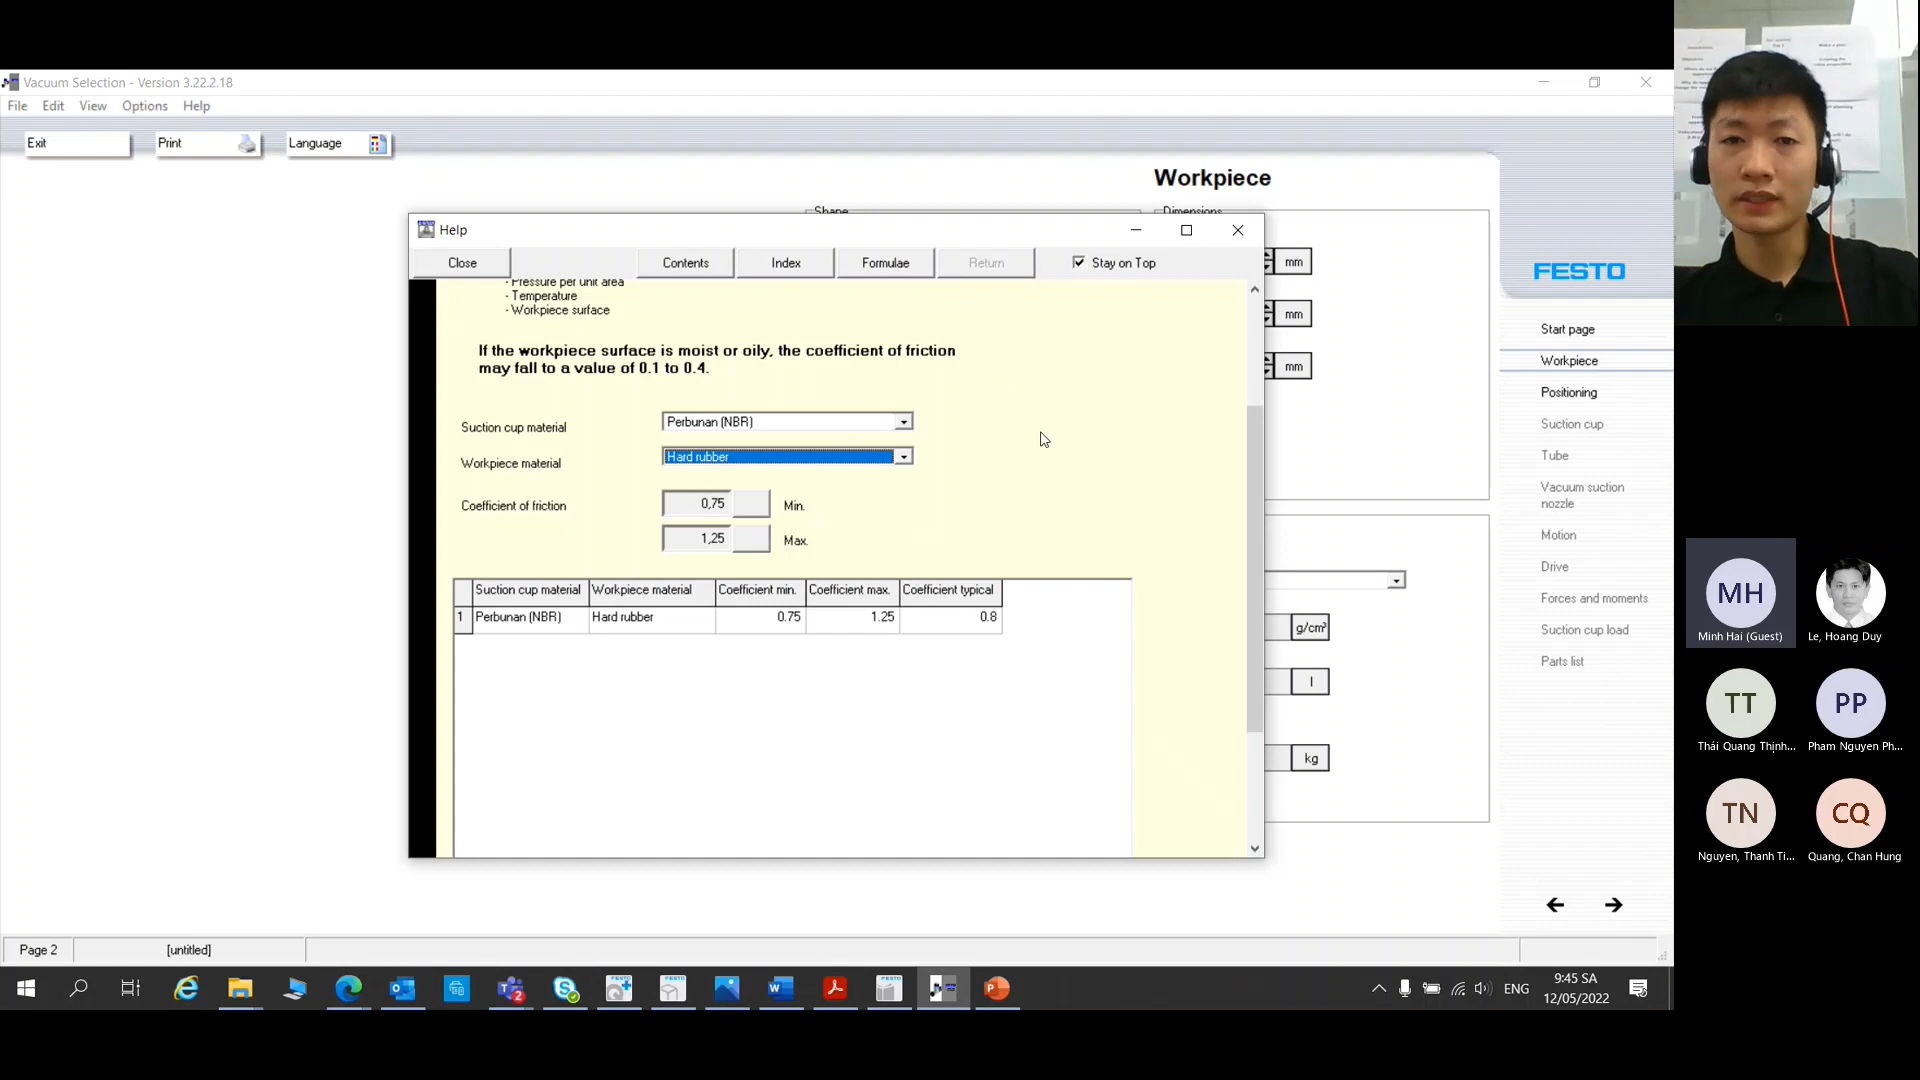 Vacuum Selection - Version 3.22.2.18
File Edit View Options Help
Exit Print Language
Workpiece
Shape Dimensions
Help
Close Contents Index Formulae Return Stay on Top
- Pressure per unit area
- Temperature
- Workpiece surface
If the workpiece surface is moist or oily, the coefficient of friction
may fall to a value of 0.1 to 0.4.
Suction cup material Perbunan (NBR)
Workpiece material Hard rubber
Coefficient of friction 0,75 Min.
1,25 Max.
Suction cup material Workpiece material Coefficient min. Coefficient max. Coefficient typical
1 Perbunan (NBR) Hard rubber 0.75 1.25 0.8
mm
mm
mm
g/cm³
l
kg
FESTO
Start page
Workpiece
Positioning
Suction cup
Tube
Vacuum suction
nozzle
Motion
Drive
Forces and moments
Suction cup load
Parts list
Page 2 [untitled]
ENG
9:45 SA
12/05/2022
MH
Minh Hai (Guest) Le, Hoang Duy
TT PP
Thái Quang Thịnh... Pham Nguyen Ph...
TN CQ
Nguyen, Thanh Ti... Quang, Chan Hung